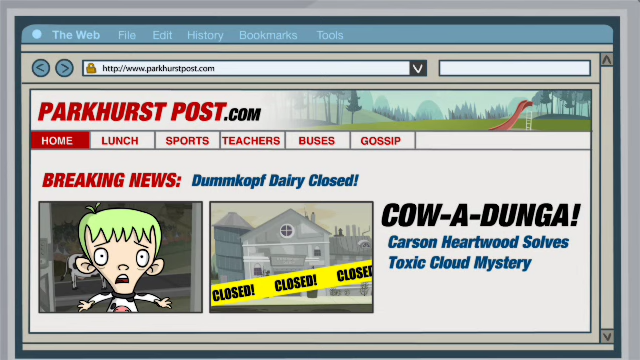 The Web File Edit History Bookmarks Tools
http://www.parkhurstpost.com
PARKHURST POST.COM
HOME LUNCH SPORTS TEACHERS BUSES GOSSIP
BREAKING NEWS: Dummkopf Dairy Closed!
COW-A-DUNGA!
Carson Heartwood Solves
Toxic Cloud Mystery
CLOSED! CLOSED! CLOSED